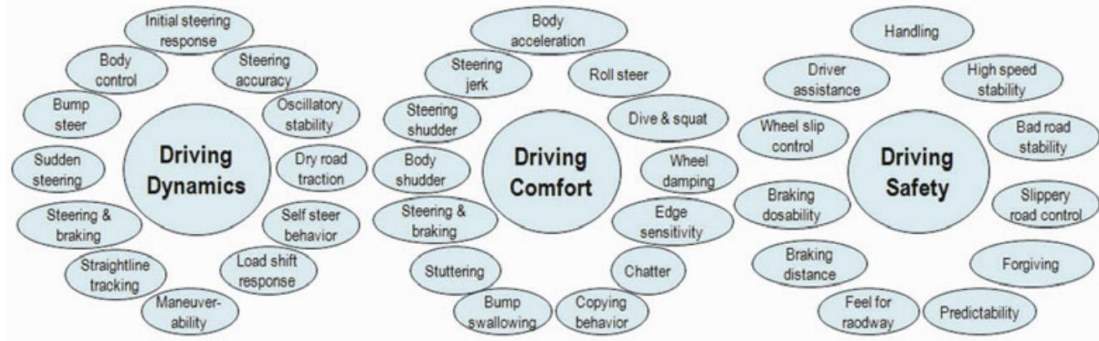 Initial steering
response
Body
control
Steering
accuracy
Bump
steer
Oscillatory
stability
Sudden
steering
Driving
Dynamics
Dry road
traction
Steering &
braking
Self steer
behavior
Straightline
tracking
Load shift
response
Maneuver-
ability
Body
acceleration
Steering
jerk
Roll steer
Steering
shudder
Dive & squat
Body
shudder
Driving
Comfort
Wheel
damping
Steering &
braking
Edge
sensitivity
Stuttering
Chatter
Bump
swallowing
Copying
behavior
Handling
Driver
assistance
High speed
stability
Wheel slip
control
Bad road
stability
Driving
Safety
Braking
dosability
Slippery
road control
Braking
distance
Forgiving
Feel for
raodway
Predictability